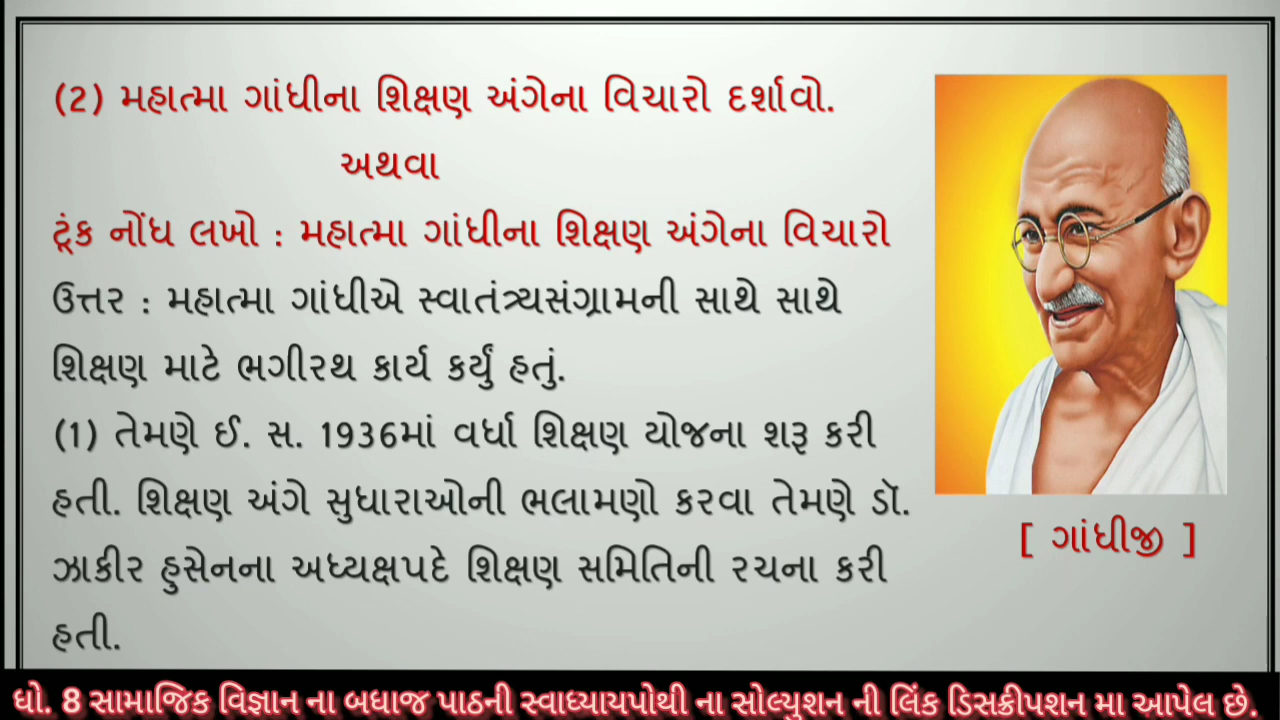 (2) મહાત્મા ગાંધીના શિક્ષણ અંગેના વિચારો દર્શાવો.
અથવા
ટૂંક નોંધ લખો : મહાત્મા ગાંધીના શિક્ષણ અંગેના વિચારો
ઉત્તર : મહાત્મા ગાંધીએ સ્વાતંત્ર્યસંગ્રામની સાથે સાથે
શિક્ષણ માટે ભગીરથ કાર્ય કર્યું હતું.
(1) તેમણે ઈ. સ. 1936માં વર્ધા શિક્ષણ યોજના શરૂ કરી
હતી. શિક્ષણ અંગે સુધારાઓની ભલામણો કરવા તેમણે ડૉ.
ઝાકીર હુસેનના અધ્યક્ષપદે શિક્ષણ સમિતિની રચના કરી
હતી.
[ ગાંધીજી ]
ધો. 8 સામાજિક વિજ્ઞાન ના બધાજ પાઠની સ્વાધ્યાયપોથી ના સોલ્યુશન ની લિંક ડિસક્રીપશન મા આપેલ છે.